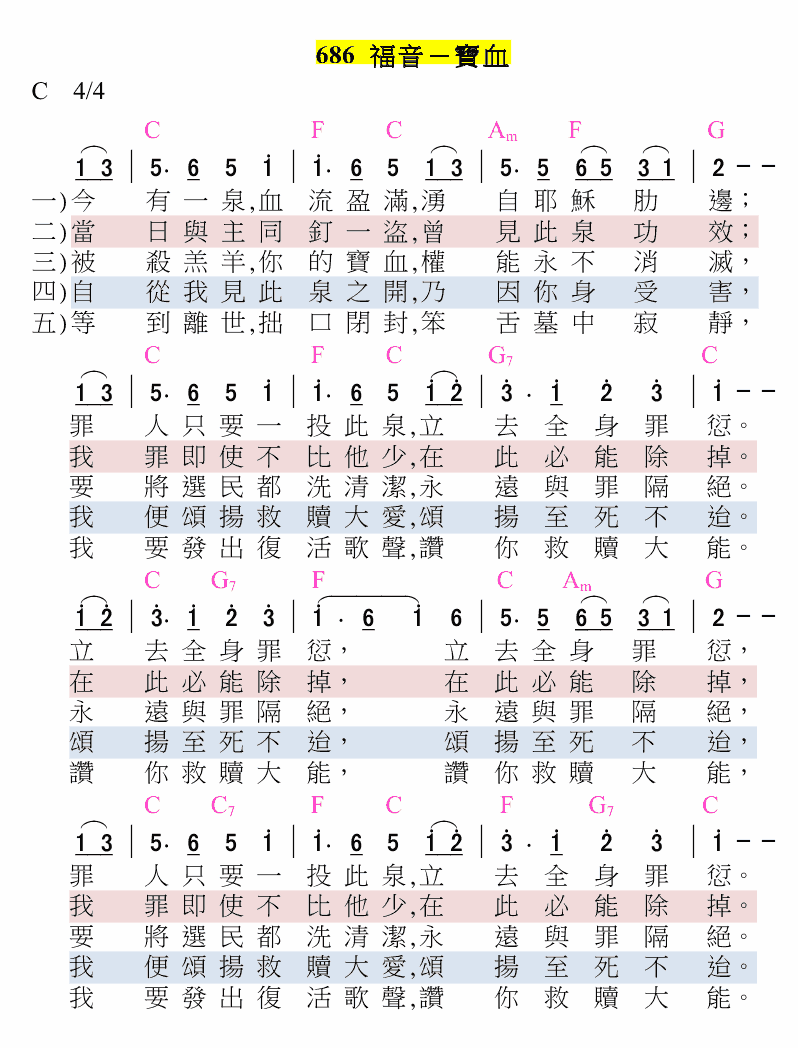 686 福音－寶血
C 4/4
C F C Am F G
1 3 | 5· 6 5 i̇ | i̇· 6 5 1 3 | 5· 5 6 5 3 1 | 2 － －
一)今 有一泉,血 流盈滿,湧 自耶穌肋 邊；
二)當 日與主同 釘一盜,曾 見此泉功 效；
三)被 殺羔羊,你 的寶血,權 能永不消 滅，
四)自 從我見此 泉之開,乃 因你身受 害，
五)等 到離世,拙 口閉封,笨 舌墓中寂 靜，
C F C G7 C
1 3 | 5· 6 5 i̇ | i̇· 6 5 i̇ 2̇ | 3̇ · i̇ 2̇ 3̇ | i̇ － －
罪 人只要一 投此泉,立 去全身罪 愆。
我 罪即使不 比他少,在 此必能除 掉。
要 將選民都 洗清潔,永 遠與罪隔 絕。
我 便頌揚救 贖大愛,頌 揚至死不 迨。
我 要發出復 活歌聲,讚 你救贖大 能。
C G7 F C Am G
i̇ 2̇ | 3̇· i̇ 2̇ 3̇ | i̇ · 6 i̇ 6 | 5· 5 6 5 3 1 | 2 － －
立 去全身罪 愆， 立 去全身罪 愆，
在 此必能除 掉， 在 此必能除 掉，
永 遠與罪隔 絕， 永 遠與罪隔 絕，
頌 揚至死不 迨， 頌 揚至死不 迨，
讚 你救贖大 能， 讚 你救贖大 能，
C C7 F C F G7 C
1 3 | 5· 6 5 i̇ | i̇· 6 5 i̇ 2̇ | 3̇ · i̇ 2̇ 3̇ | i̇ － －
罪 人只要一 投此泉,立 去全身罪 愆。
我 罪即使不 比他少,在 此必能除 掉。
要 將選民都 洗清潔,永 遠與罪隔 絕。
我 便頌揚救 贖大愛,頌 揚至死不 迨。
我 要發出復 活歌聲,讚 你救贖大 能。